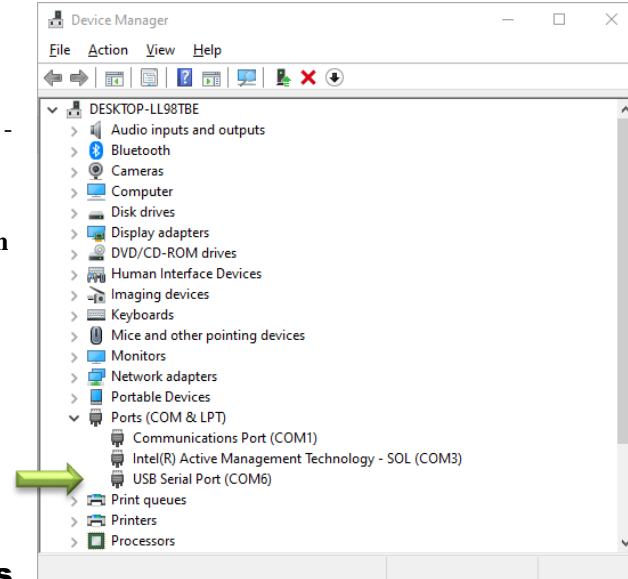 Device Manager
File Action View Help
DESKTOP-LL98TBE
-
Audio inputs and outputs
Bluetooth
Cameras
Computer
Disk drives
Display adapters
DVD/CD-ROM drives
Human Interface Devices
Imaging devices
Keyboards
Mice and other pointing devices
Monitors
Network adapters
Portable Devices
Ports (COM & LPT)
Communications Port (COM1)
Intel(R) Active Management Technology - SOL (COM3)
USB Serial Port (COM6)
Print queues
Printers
Processors